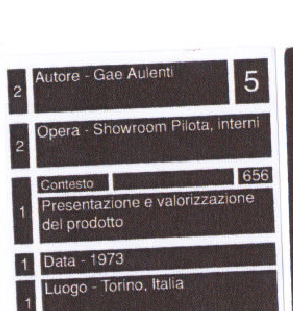 2 Autore - Gae Aulenti 5
2 Opera - Showroom Pilota, interni
Contesto 656
1 Presentazione e valorizzazione
del prodotto
1 Data - 1973
1 Luogo - Torino, Italia